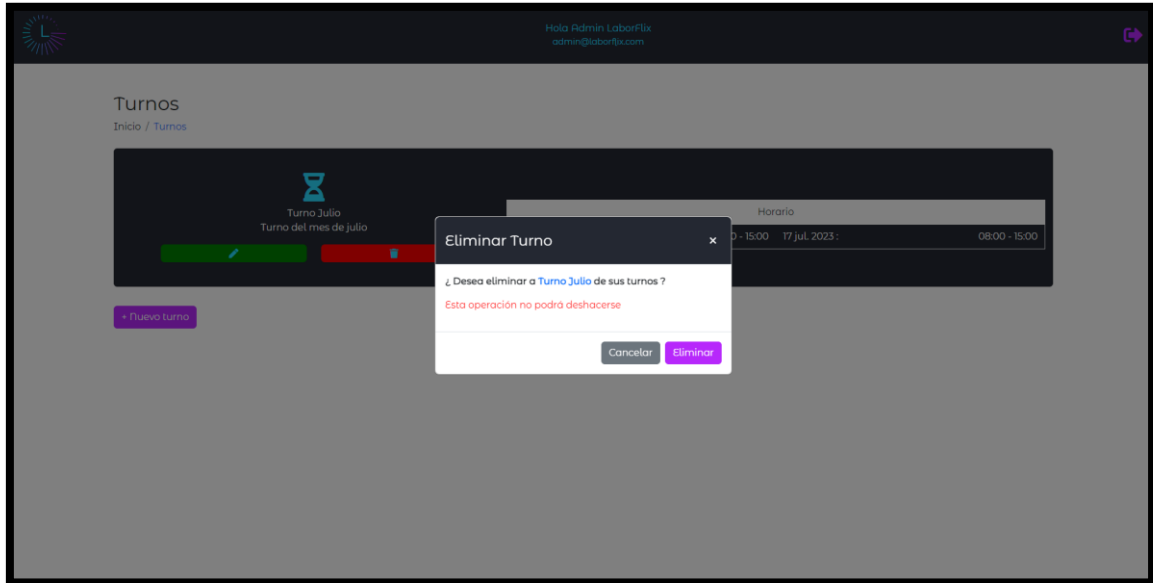 L
Hola Admin LaborFlix
admin@laborflix.com
Turnos
Inicio / Turnos
Turno Julio
Turno del mes de julio
Horario
- 15:00 17 jul. 2023 : 08:00 - 15:00
+ Nuevo turno
Eliminar Turno
×
¿ Desea eliminar a Turno Julio de sus turnos ?
Esta operación no podrá deshacerse
Cancelar Eliminar